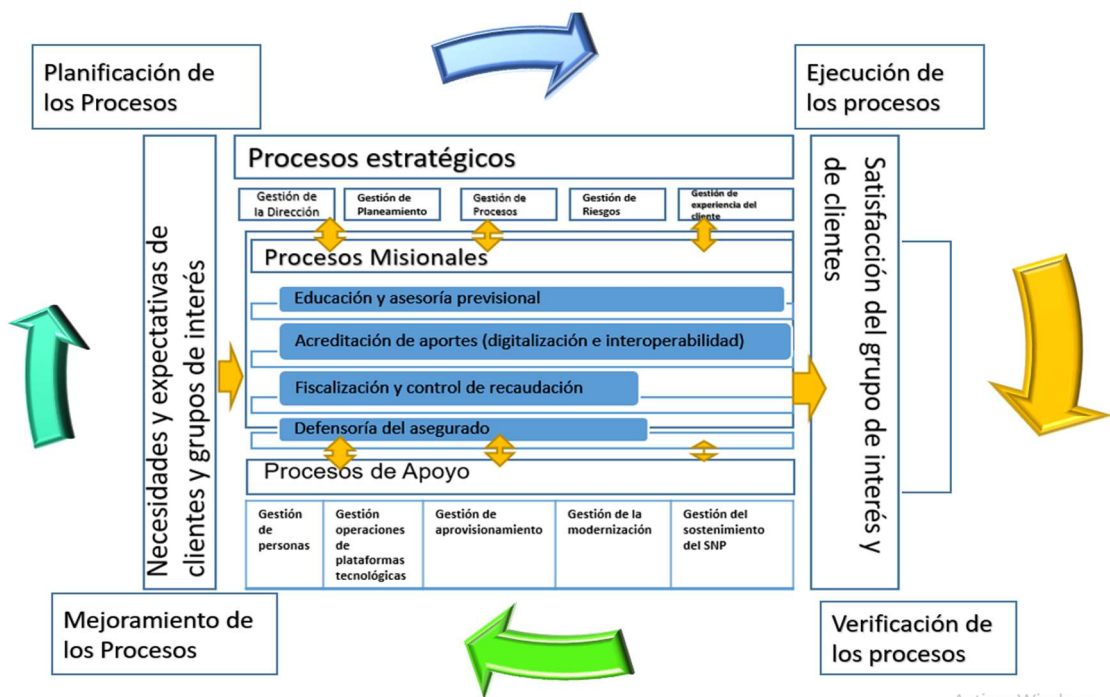 Planificación de
los Procesos
Ejecución de
los procesos
Necesidades y expectativas de
clientes y grupos de interés
Procesos estratégicos
Gestión de
la Dirección
Gestión de
Planeamiento
Gestión de
Procesos
Gestión de
Riesgos
Gestión de
experiencia del
cliente
Procesos Misionales
Educación y asesoría previsional
Acreditación de aportes (digitalización e interoperabilidad)
Fiscalización y control de recaudación
Defensoría del asegurado
Procesos de Apoyo
Gestión
de
personas
Gestión
operaciones
de
plataformas
tecnológicas
Gestión de
aprovisionamiento
Gestión de la
modernización
Gestión del
sostenimiento
del SNP
Satisfacción del grupo de interés y
de clientes
Mejoramiento de
los Procesos
Verificación de
los procesos